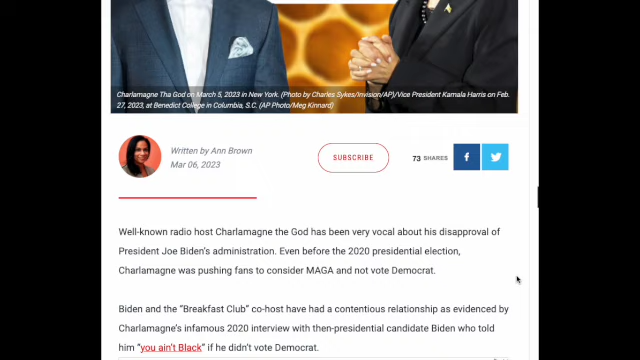 Charlamagne Tha God on March 5, 2023 in New York. (Photo by Charles Sykes/Invision/AP)/Vice President Kamala Harris on Feb.
27, 2023, at Benedict College in Columbia, S.C. (AP Photo/Meg Kinnard)
Written by Ann Brown
Mar 06, 2023
SUBSCRIBE
73 SHARES
Well-known radio host Charlamagne the God has been very vocal about his disapproval of
President Joe Biden's administration. Even before the 2020 presidential election,
Charlamagne was pushing fans to consider MAGA and not vote Democrat.
Biden and the "Breakfast Club" co-host have had a contentious relationship as evidenced by
Charlamagne's infamous 2020 interview with then-presidential candidate Biden who told
him "you ain't Black" if he didn't vote Democrat.